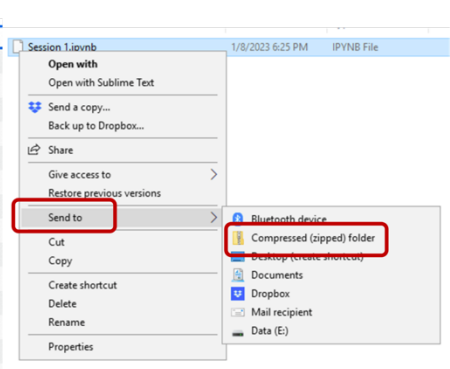 Session 1.ipynb 1/8/2023 6:25 PM IPYNB File
Open with
Open with Sublime Text
Send a copy...
Back up to Dropbox...
Share
Give access to
Restore previous versions
Send to
Cut
Copy
Create shortcut
Delete
Rename
Properties
Bluetooth device
Compressed (zipped) folder
Desktop (create shortcut)
Documents
Dropbox
Mail recipient
Data (E:)